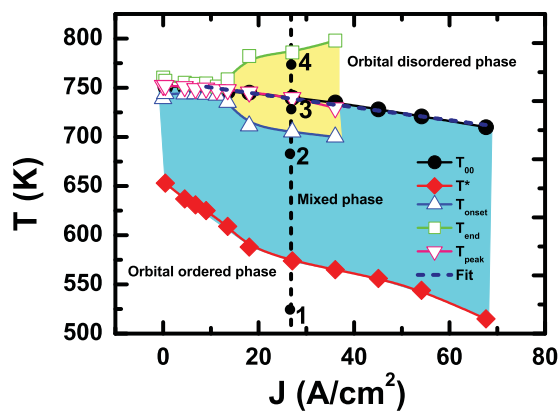 800
750
700
650
600
550
500
T (K)
0
20
40
60
80
J (A/cm²)
Orbital disordered phase
4
3
2
Mixed phase
Orbital ordered phase
1
T₀₀
T*
Tonset
Tend
Tpeak
Fit